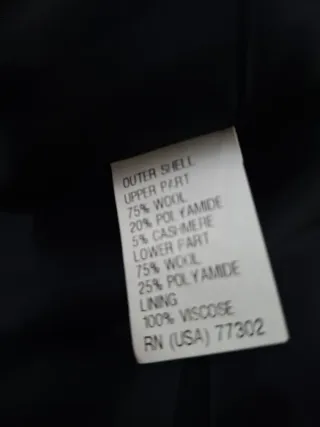 OUTER SHELL
UPPER PART
75% WOOL
20% POLYAMIDE
5% CASHMERE
LOWER PART
75% WOOL
25% POLYAMIDE
LINING
100% VISCOSE
RN (USA) 77302